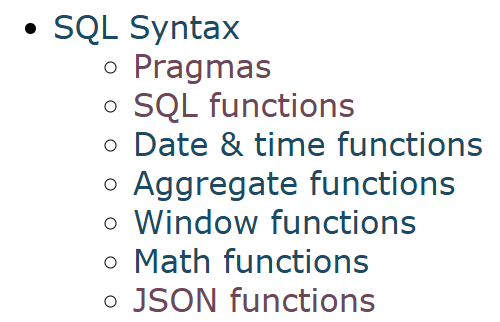 SQL Syntax
Pragmas
SQL functions
Date & time functions
Aggregate functions
Window functions
Math functions
JSON functions